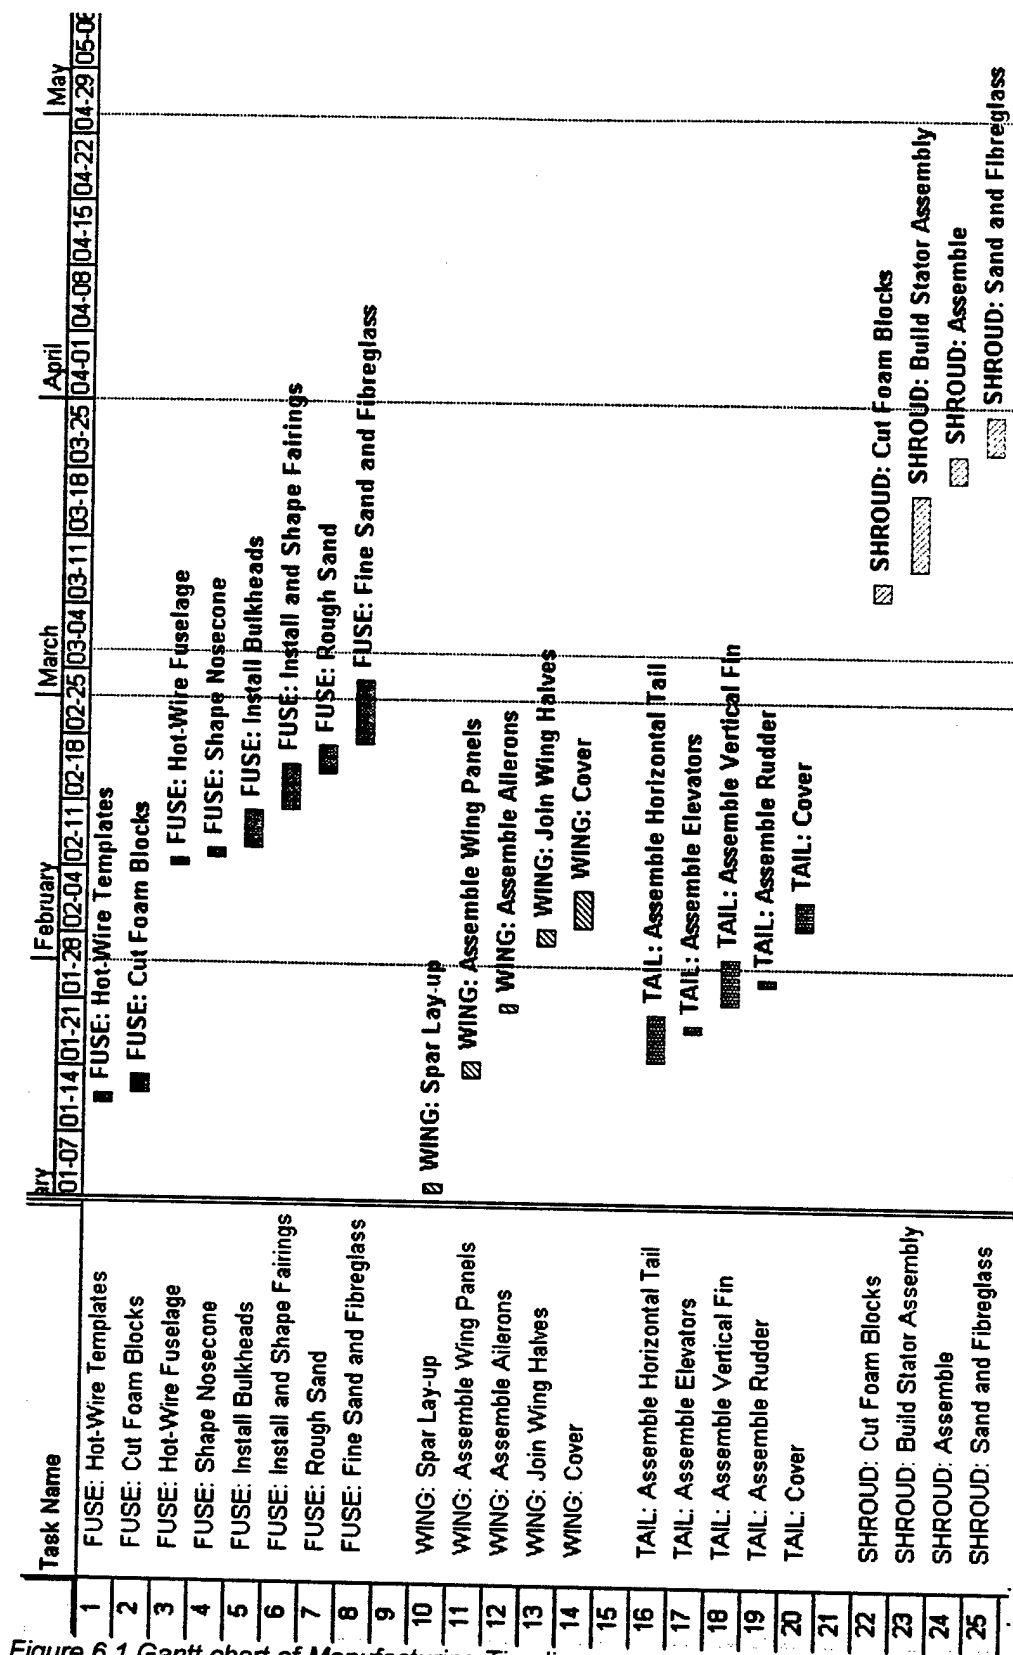 Task Name
ary
February
March
April
May
01-07 01-14 01-21 01-28 02-04 02-11 02-18 02-25 03-04 03-11 03-18 03-25 04-01 04-08 04-15 04-22 04-29 05-06
1 FUSE: Hot-Wire Templates FUSE: Hot-Wire Templates
2 FUSE: Cut Foam Blocks FUSE: Cut Foam Blocks
3 FUSE: Hot-Wire Fuselage FUSE: Hot-Wire Fuselage
4 FUSE: Shape Nosecone FUSE: Shape Nosecone
5 FUSE: Install Bulkheads FUSE: Install Bulkheads
6 FUSE: Install and Shape Fairings FUSE: Install and Shape Fairings
7 FUSE: Rough Sand FUSE: Rough Sand
8 FUSE: Fine Sand and Fibreglass FUSE: Fine Sand and Fibreglass
9
10 WING: Spar Lay-up WING: Spar Lay-up
11 WING: Assemble Wing Panels WING: Assemble Wing Panels
12 WING: Assemble Ailerons WING: Assemble Ailerons
13 WING: Join Wing Halves WING: Join Wing Halves
14 WING: Cover WING: Cover
15
16 TAIL: Assemble Horizontal Tail TAIL: Assemble Horizontal Tail
17 TAIL: Assemble Elevators TAIL: Assemble Elevators
18 TAIL: Assemble Vertical Fin TAIL: Assemble Vertical Fin
19 TAIL: Assemble Rudder TAIL: Assemble Rudder
20 TAIL: Cover TAIL: Cover
21
22 SHROUD: Cut Foam Blocks SHROUD: Cut Foam Blocks
23 SHROUD: Build Stator Assembly SHROUD: Build Stator Assembly
24 SHROUD: Assemble SHROUD: Assemble
25 SHROUD: Sand and Fibreglass SHROUD: Sand and Fibreglass
Figure 6.1 Gantt chart of Manufacturing